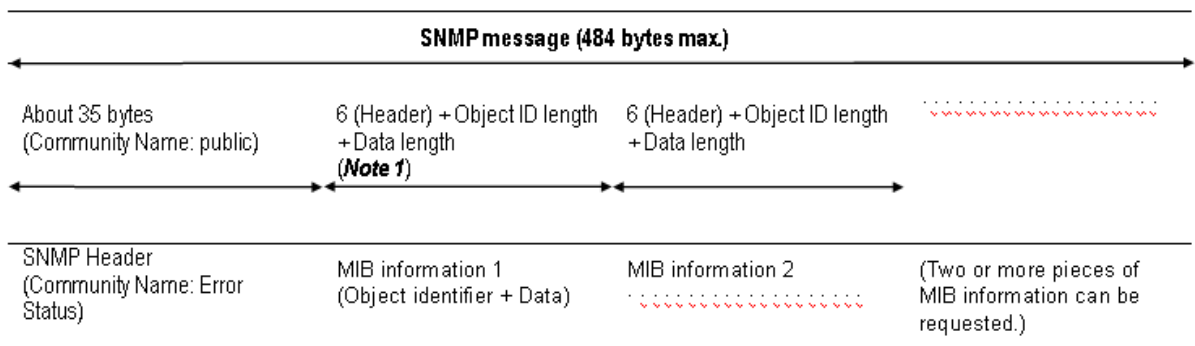 SNMP message (484 bytes max.)
About 35 bytes
(Community Name: public)
6 (Header) + Object ID length
+ Data length
(Note 1)
6 (Header) + Object ID length
+ Data length
. . . . . . . . . . . . . . . . . . .
SNMP Header
(Community Name: Error
Status)
MIB information 1
(Object identifier + Data)
MIB information 2
. . . . . . . . . . . . . . . . . . .
(Two or more pieces of
MIB information can be
requested.)